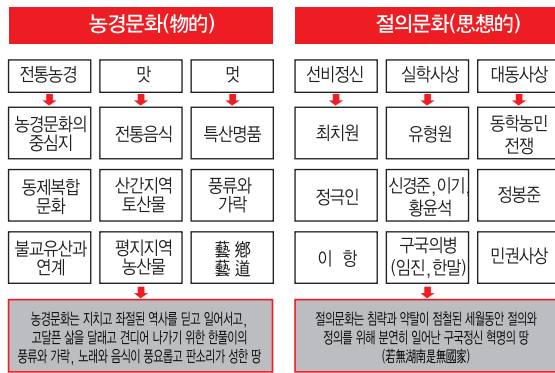 농경문화(物的)
전통농경
맛
멋
농경문화의
중심지
전통음식
특산명품
동제복합
문화
산간지역
토산물
풍류와
가락
불교유산과
연계
평지지역
농산물
藝鄕
藝道
농경문화는 지치고 좌절된 역사를 딛고 일어서고,
고달픈 삶을 달래고 견디어 나가기 위한 한풀이의
풍류와 가락, 노래와 음식이 풍요롭고 판소리가 성한 땅
절의문화(思想的)
선비정신
실학사상
대동사상
최치원
유형원
동학농민
전쟁
정극인
신경준,이기,
황윤석
정봉준
이 항
구국의병
(임진,한말)
민권사상
절의문화는 침략과 약탈이 점철된 세월동안 절의와
정의를 위해 분연히 일어난 구국정신 혁명의 땅
(若無湖南是無國家)